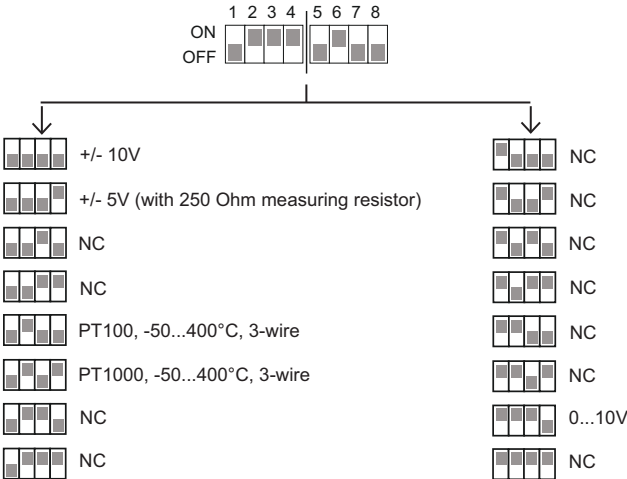 1 2 3 4 5 6 7 8
ON
OFF
+/- 10V
+/- 5V (with 250 Ohm measuring resistor)
NC
NC
PT100, -50...400°C, 3-wire
PT1000, -50...400°C, 3-wire
NC
NC
NC
NC
NC
NC
NC
NC
0...10V
NC